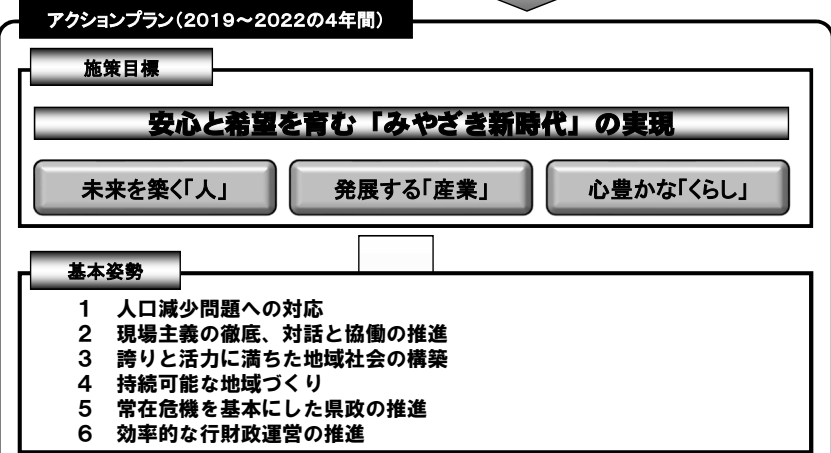 アクションプラン（2019～2022の4年間）
施策目標
安心と希望を育む「みやざき新時代」の実現
未来を築く「人」
発展する「産業」
心豊かな「くらし」
基本姿勢
1 人口減少問題への対応
2 現場主義の徹底、対話と協働の推進
3 誇りと活力に満ちた地域社会の構築
4 持続可能な地域づくり
5 常在危機を基本にした県政の推進
6 効率的な行財政運営の推進